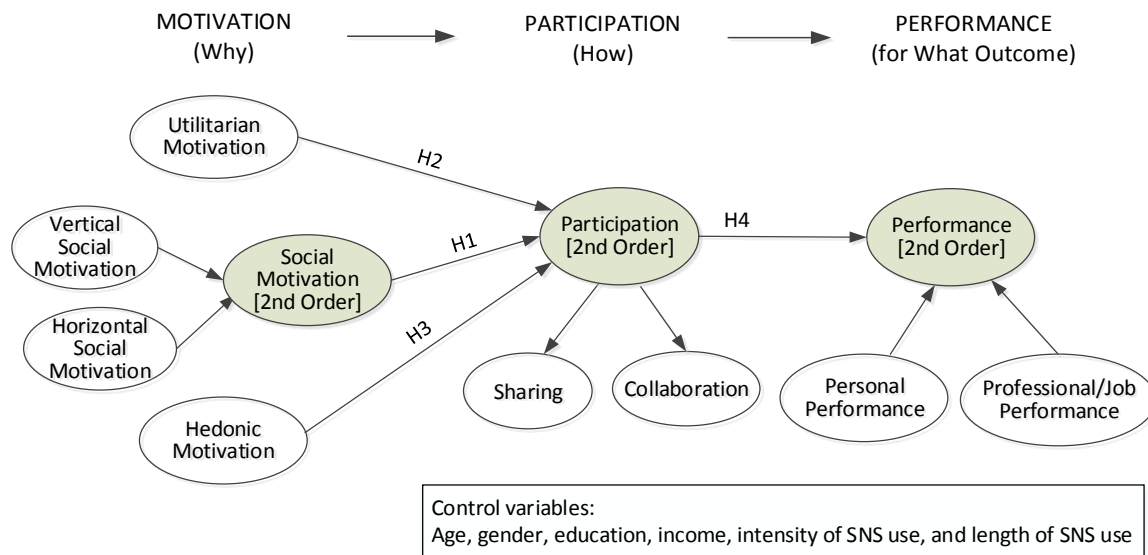 MOTIVATION
(Why)
PARTICIPATION
(How)
PERFORMANCE
(for What Outcome)
Utilitarian
Motivation
H2
Vertical
Social
Motivation
Social
Motivation
[2nd Order]
H1
Participation
[2nd Order]
H4
Performance
[2nd Order]
Horizontal
Social
Motivation
H3
Hedonic
Motivation
Sharing
Collaboration
Personal
Performance
Professional/Job
Performance
Control variables:
Age, gender, education, income, intensity of SNS use, and length of SNS use